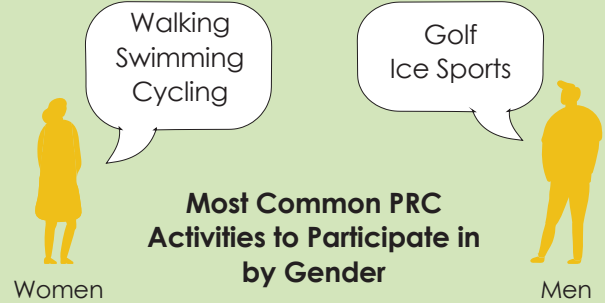 Walking
Swimming
Cycling
Golf
Ice Sports
Most Common PRC
Activities to Participate in
by Gender
Women
Men